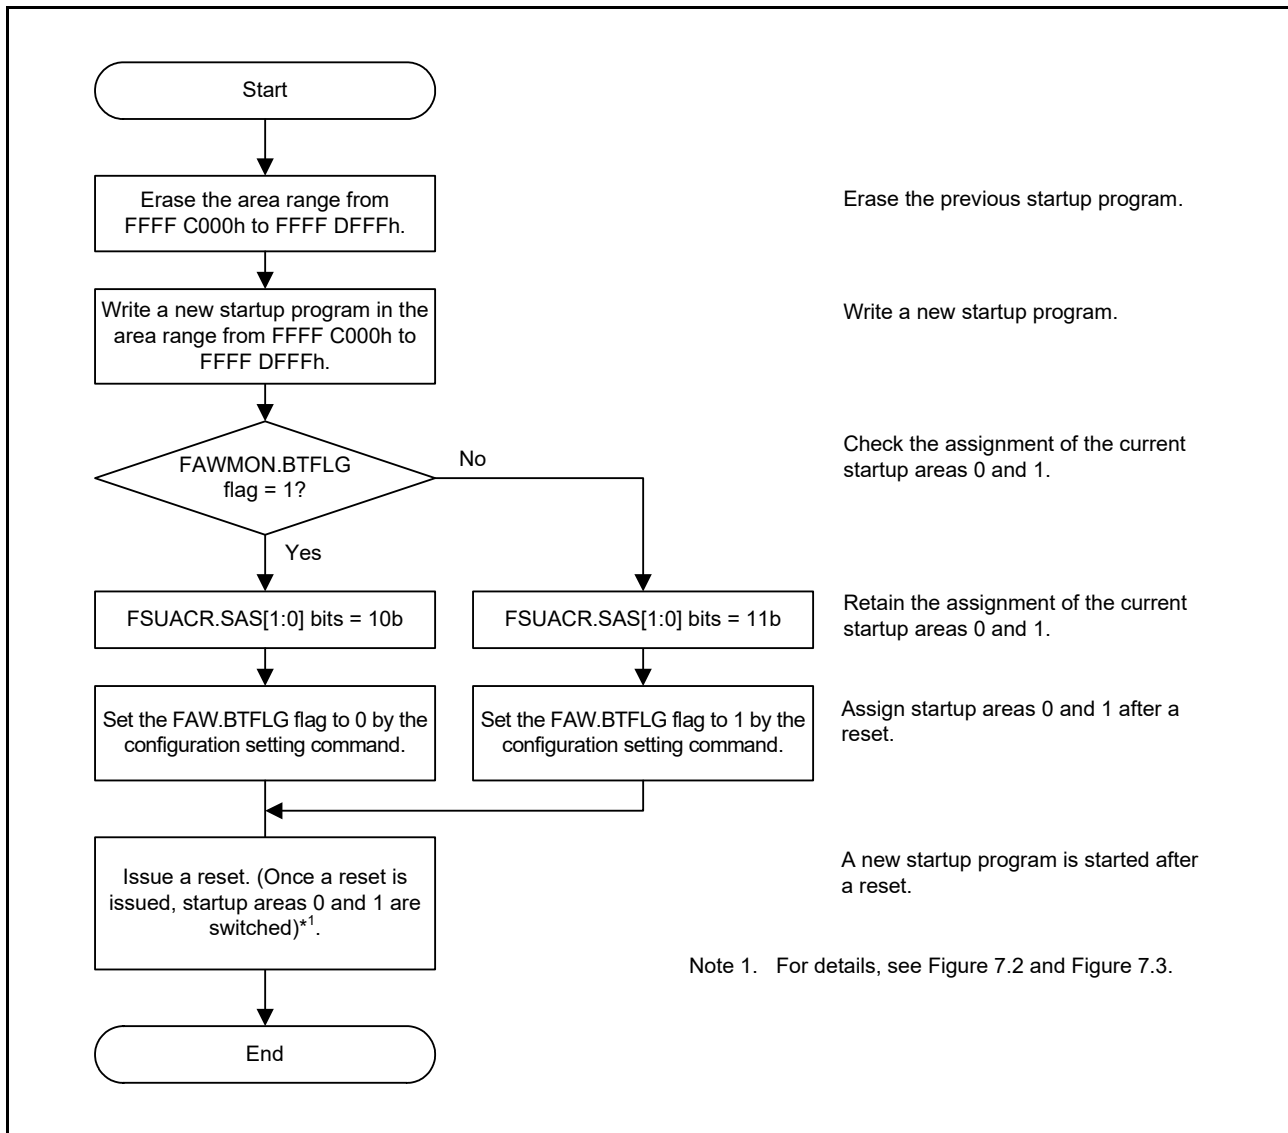 Start
Erase the area range from
FFFF C000h to FFFF DFFFh.
Erase the previous startup program.
Write a new startup program in the
area range from FFFF C000h to
FFFF DFFFh.
Write a new startup program.
FAWMON.BTFLG
flag = 1?
No
Yes
Check the assignment of the current
startup areas 0 and 1.
FSUACR.SAS[1:0] bits = 10b
FSUACR.SAS[1:0] bits = 11b
Retain the assignment of the current
startup areas 0 and 1.
Set the FAW.BTFLG flag to 0 by the
configuration setting command.
Set the FAW.BTFLG flag to 1 by the
configuration setting command.
Assign startup areas 0 and 1 after a
reset.
Issue a reset. (Once a reset is
issued, startup areas 0 and 1 are
switched)*1.
A new startup program is started after
a reset.
Note 1. For details, see Figure 7.2 and Figure 7.3.
End